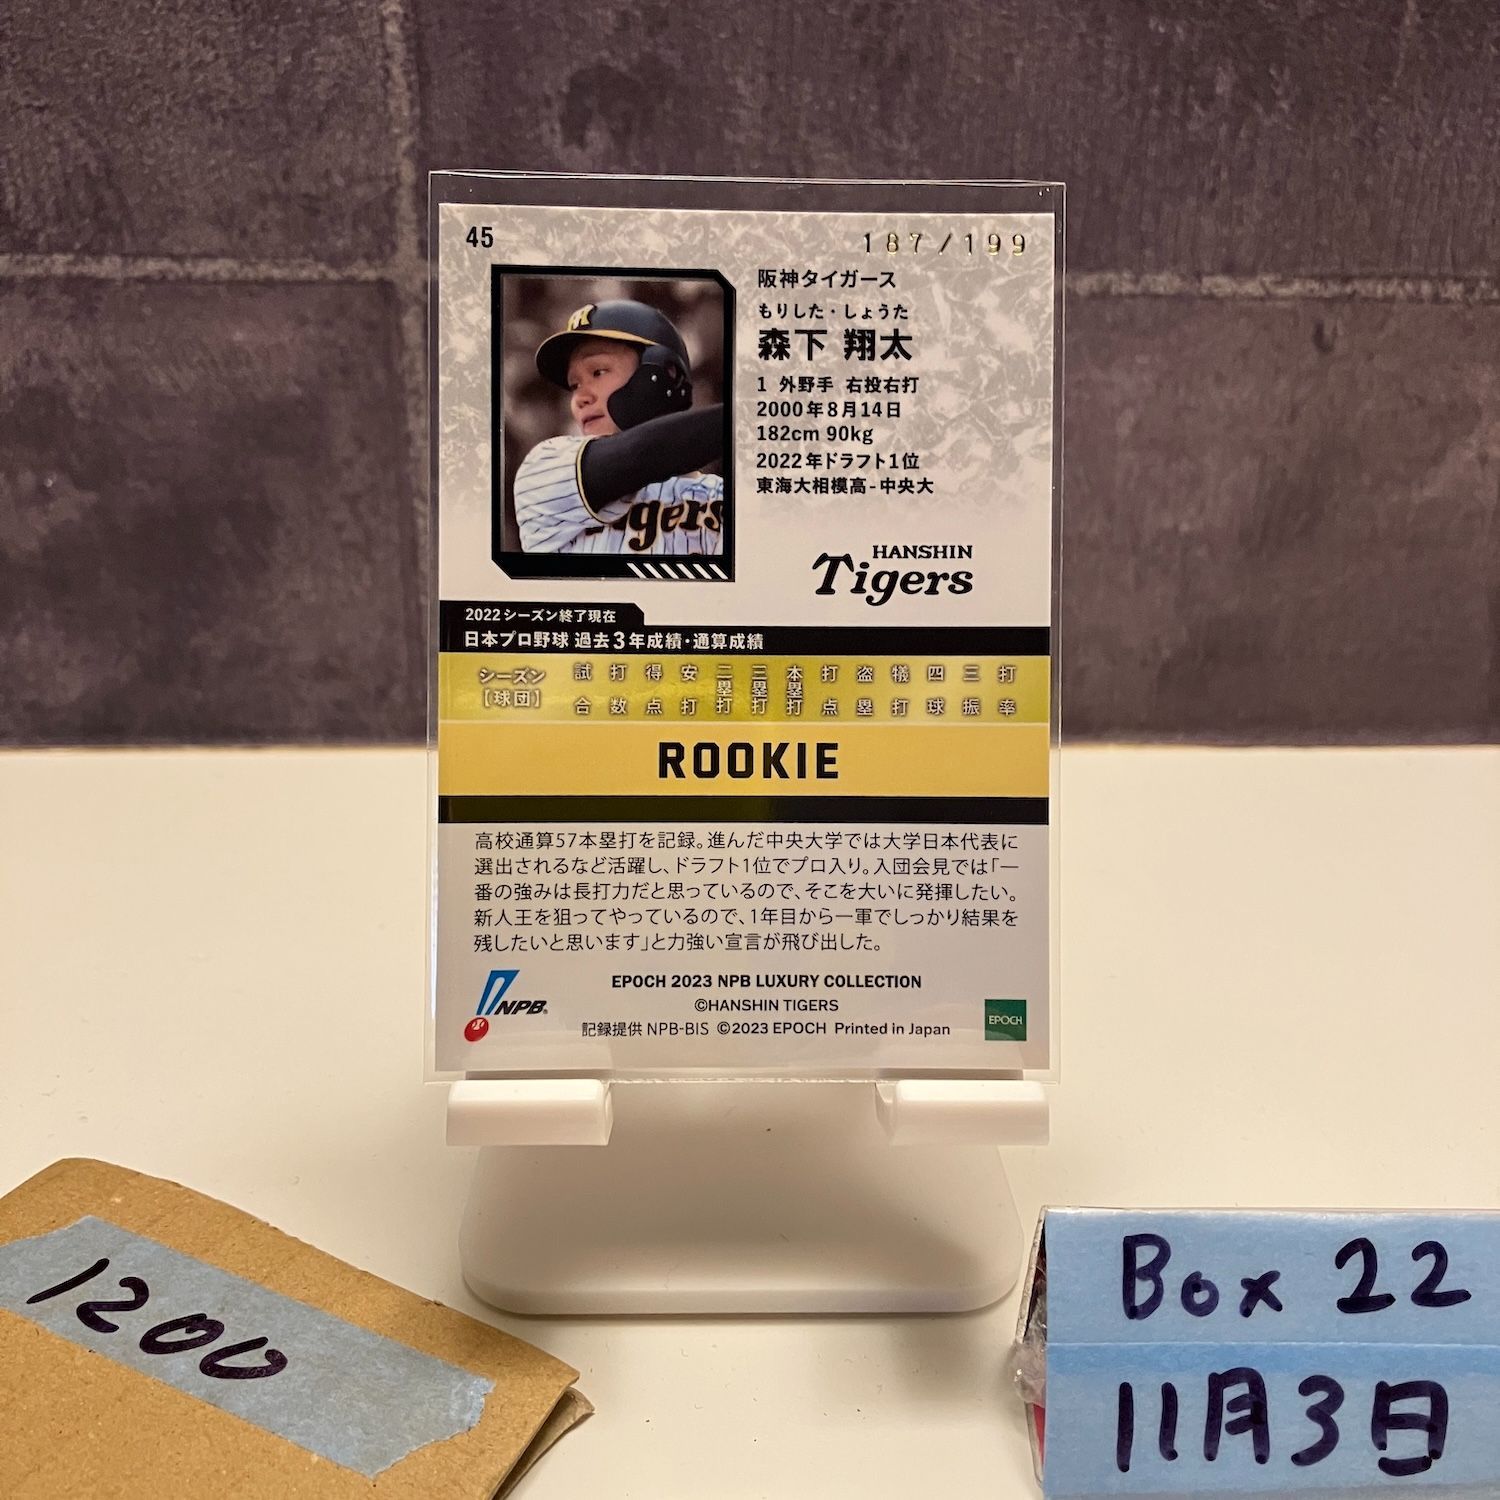 45
187/199
阪神タイガース
もりした・しょうた
森下 翔太
1 外野手 右投右打
2000年8月14日
182cm 90kg
2022年ドラフト1位
東海大相模高-中央大
Tigers
HANSHIN
Tigers
2022シーズン終了現在
日本プロ野球 過去3年成績・通算成績
シーズン【球団】 試合 打数 得点 安打 二塁打 三塁打 本塁打 打点 盗塁 犠打 四球 三振 打率
ROOKIE
高校通算57本塁打を記録。進んだ中央大学では大学日本代表に
選出されるなど活躍し、ドラフト1位でプロ入り。入団会見では「一
番の強みは長打力だと思っているので、そこを大いに発揮したい。
新人王を狙ってやっているので、1年目から一軍でしっかり結果を
残したいと思います」と力強い宣言が飛び出した。
NPB
EPOCH 2023 NPB LUXURY COLLECTION
©HANSHIN TIGERS
記録提供 NPB-BIS ©2023 EPOCH Printed in Japan
EPOCH
1200
Box 22
11月3日